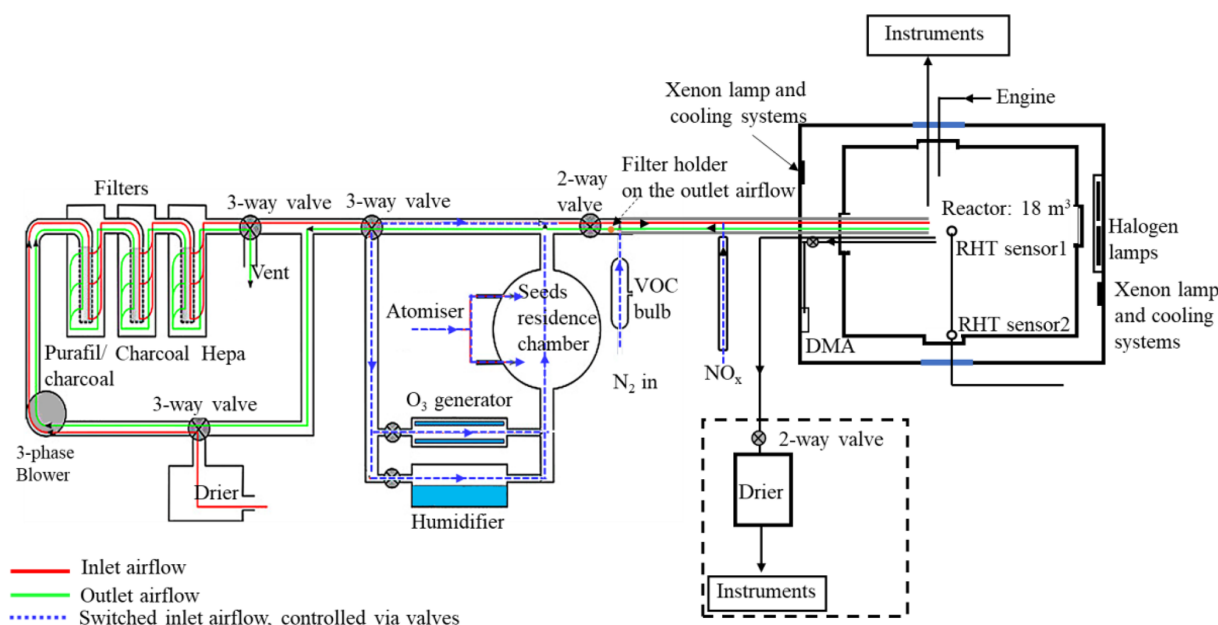 Instruments
Xenon lamp and
cooling systems
Engine
Filter holder
on the outlet airflow
2-way
valve
Filters
3-way valve
3-way valve
Reactor: 18 m³
RHT sensor1
Halogen
lamps
Vent
Seeds
residence
chamber
VOC
bulb
Atomiser
Xenon lamp
and cooling
systems
RHT sensor2
DMA
Purafil/
charcoal
Charcoal
Hepa
N₂ in
NOₓ
3-way valve
O₃ generator
3-phase
Blower
2-way valve
Drier
Drier
Humidifier
Instruments
Inlet airflow
Outlet airflow
Switched inlet airflow, controlled via valves